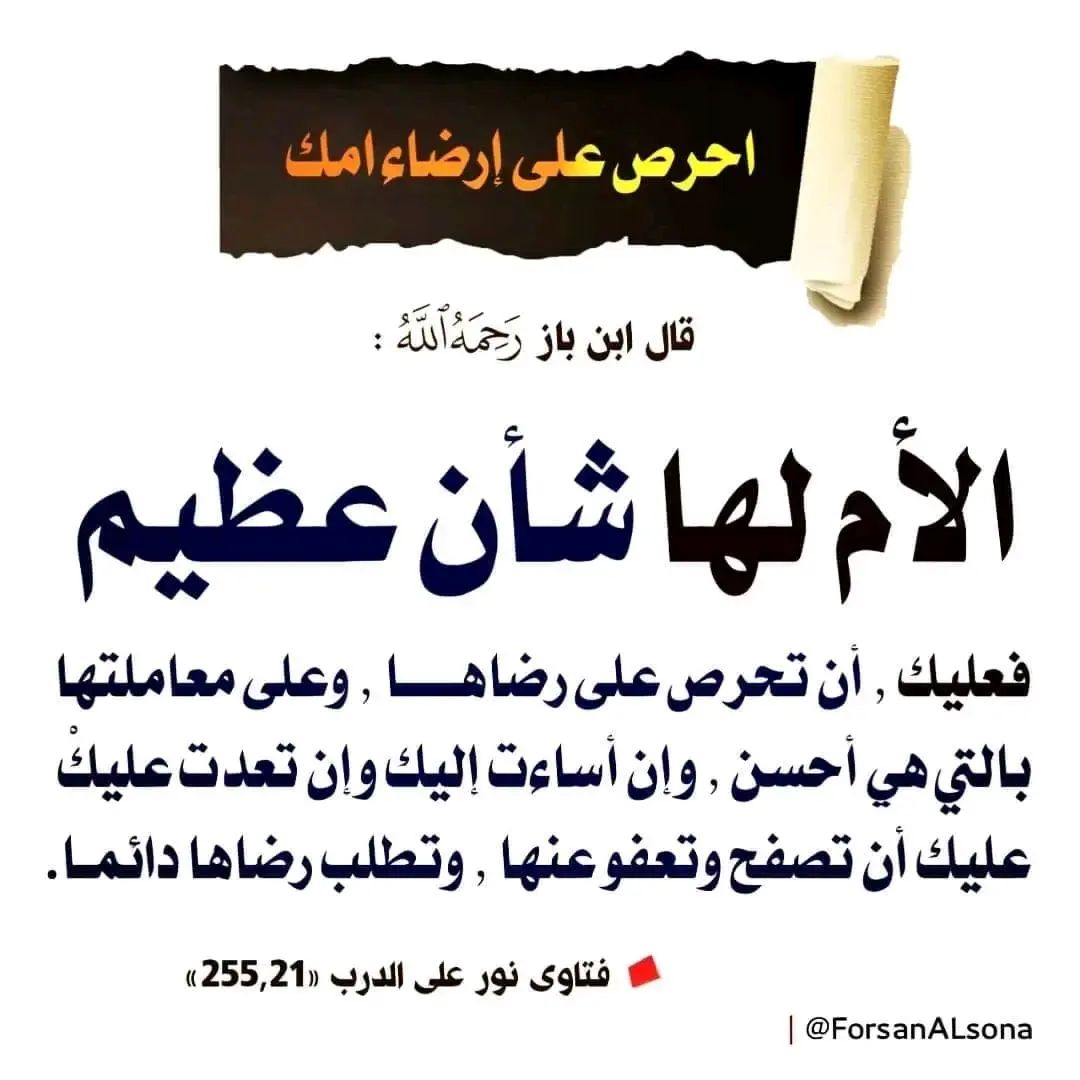 احرص على إرضاء امك
قال ابن باز رَحِمَهُ ٱللَّهُ :
الأم لها شأن عظيم
فعليك , أن تحرص على رضاهـــا , وعلى معاملتها
بالتي هي أحسن , وإن أساءت إليك وإن تعدت عليكْ
عليك أن تصفح وتعفو عنها , وتطلب رضاها دائمـا .
فتاوى نور على الدرب «255,21»
| @ForsanALsona